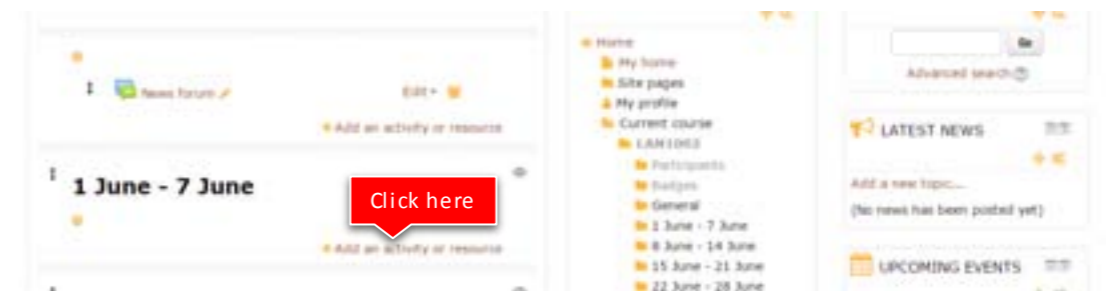 News forum
Edit
Add an activity or resource
1 June - 7 June
Click here
Add an activity or resource
Home
My home
Site pages
My profile
Current course
LAN1003
Participants
Badges
General
1 June - 7 June
8 June - 14 June
15 June - 21 June
22 June - 28 June
Go
Advanced search
LATEST NEWS
Add a new topic...
(No news has been posted yet)
UPCOMING EVENTS